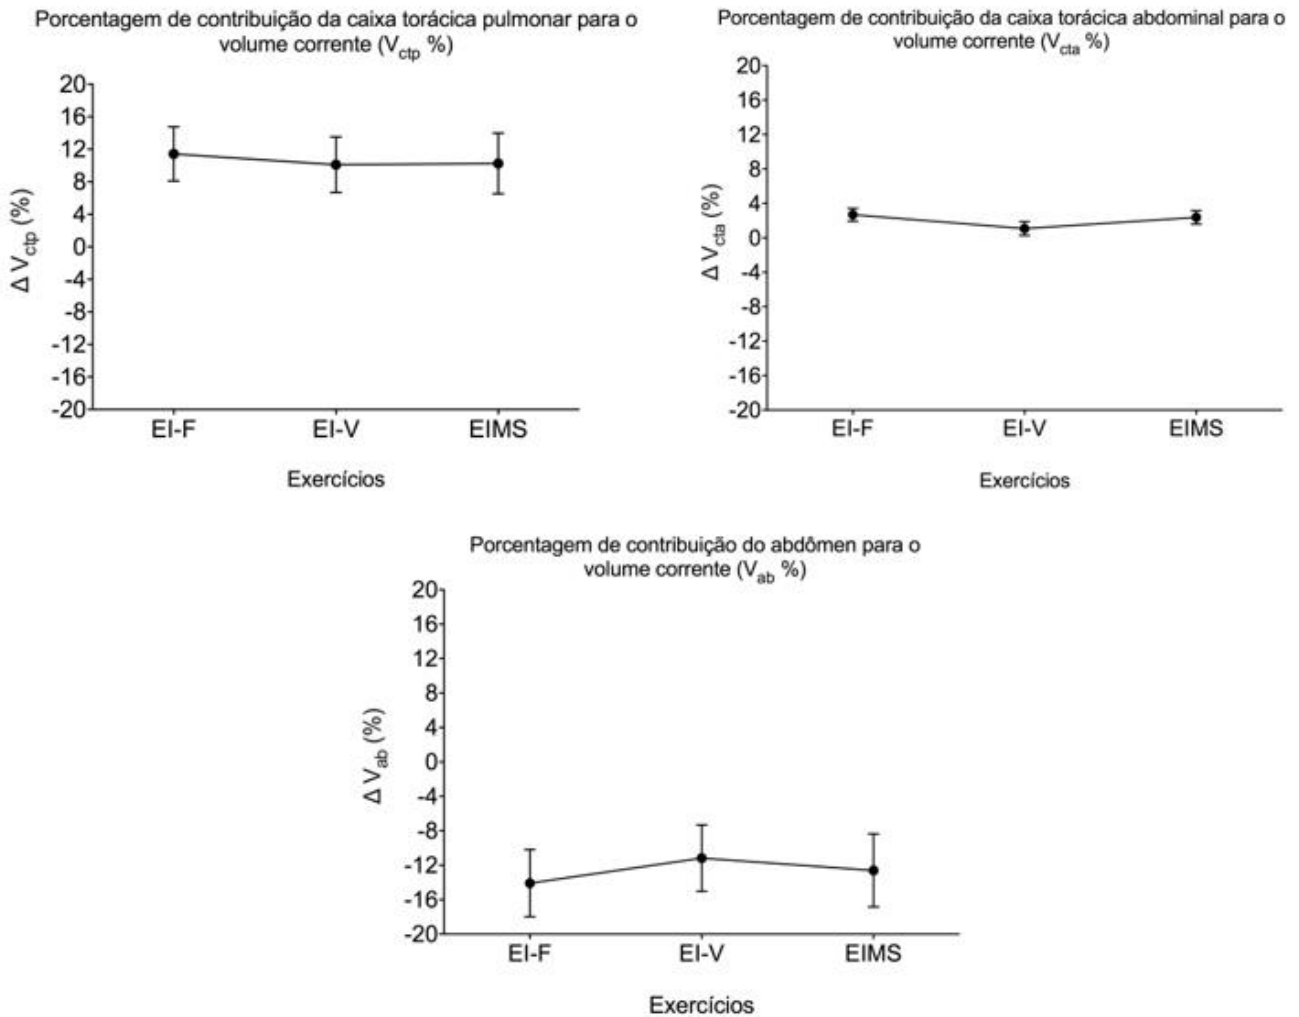 Porcentagem de contribuição da caixa torácica pulmonar para o
volume corrente (Vctp %)
20
16
12
8
4
0
-4
-8
-12
-16
-20
Δ Vctp (%)
EI-F EI-V EIMS
Exercícios
Porcentagem de contribuição da caixa torácica abdominal para o
volume corrente (Vcta %)
20
16
12
8
4
0
-4
-8
-12
-16
-20
Δ Vcta (%)
EI-F EI-V EIMS
Exercícios
Porcentagem de contribuição do abdômen para o
volume corrente (Vab %)
20
16
12
8
4
0
-4
-8
-12
-16
-20
Δ Vab (%)
EI-F EI-V EIMS
Exercícios